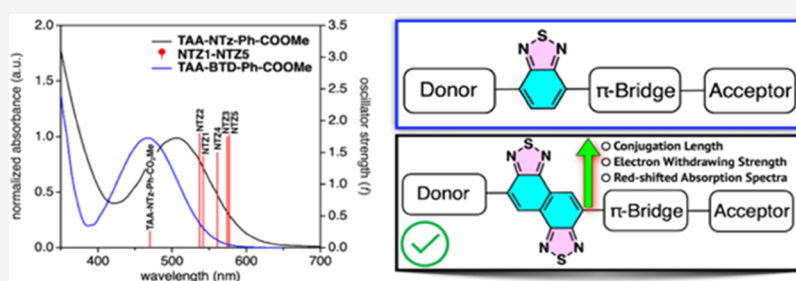 TAA-NTz-Ph-COOMe
NTZ1-NTZ5
TAA-BTD-Ph-COOMe
normalized absorbance (a.u.)
2.0
1.5
1.0
0.5
0.0
TAA-NTz-Ph-CO₂Me
NTZ2
NTZ1
NTZ4
NTZ3
NTZ5
3.5
3.0
2.5
2.0
1.5
1.0
0.5
0.0
oscillator strength (f)
400
500
600
700
wavelength (nm)
S
N N
Donor
π-Bridge
Acceptor
S
N N
Conjugation Length
Electron Withdrawing Strength
Red-shifted Absorption Spectra
Donor
π-Bridge
Acceptor
N N
S